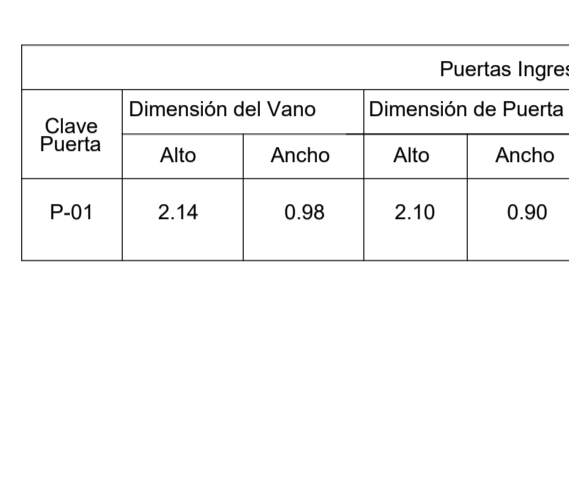 Puertas Ingres
Clave
Puerta
Dimensión del Vano
Dimensión de Puerta
Alto
Ancho
Alto
Ancho
P-01
2.14
0.98
2.10
0.90